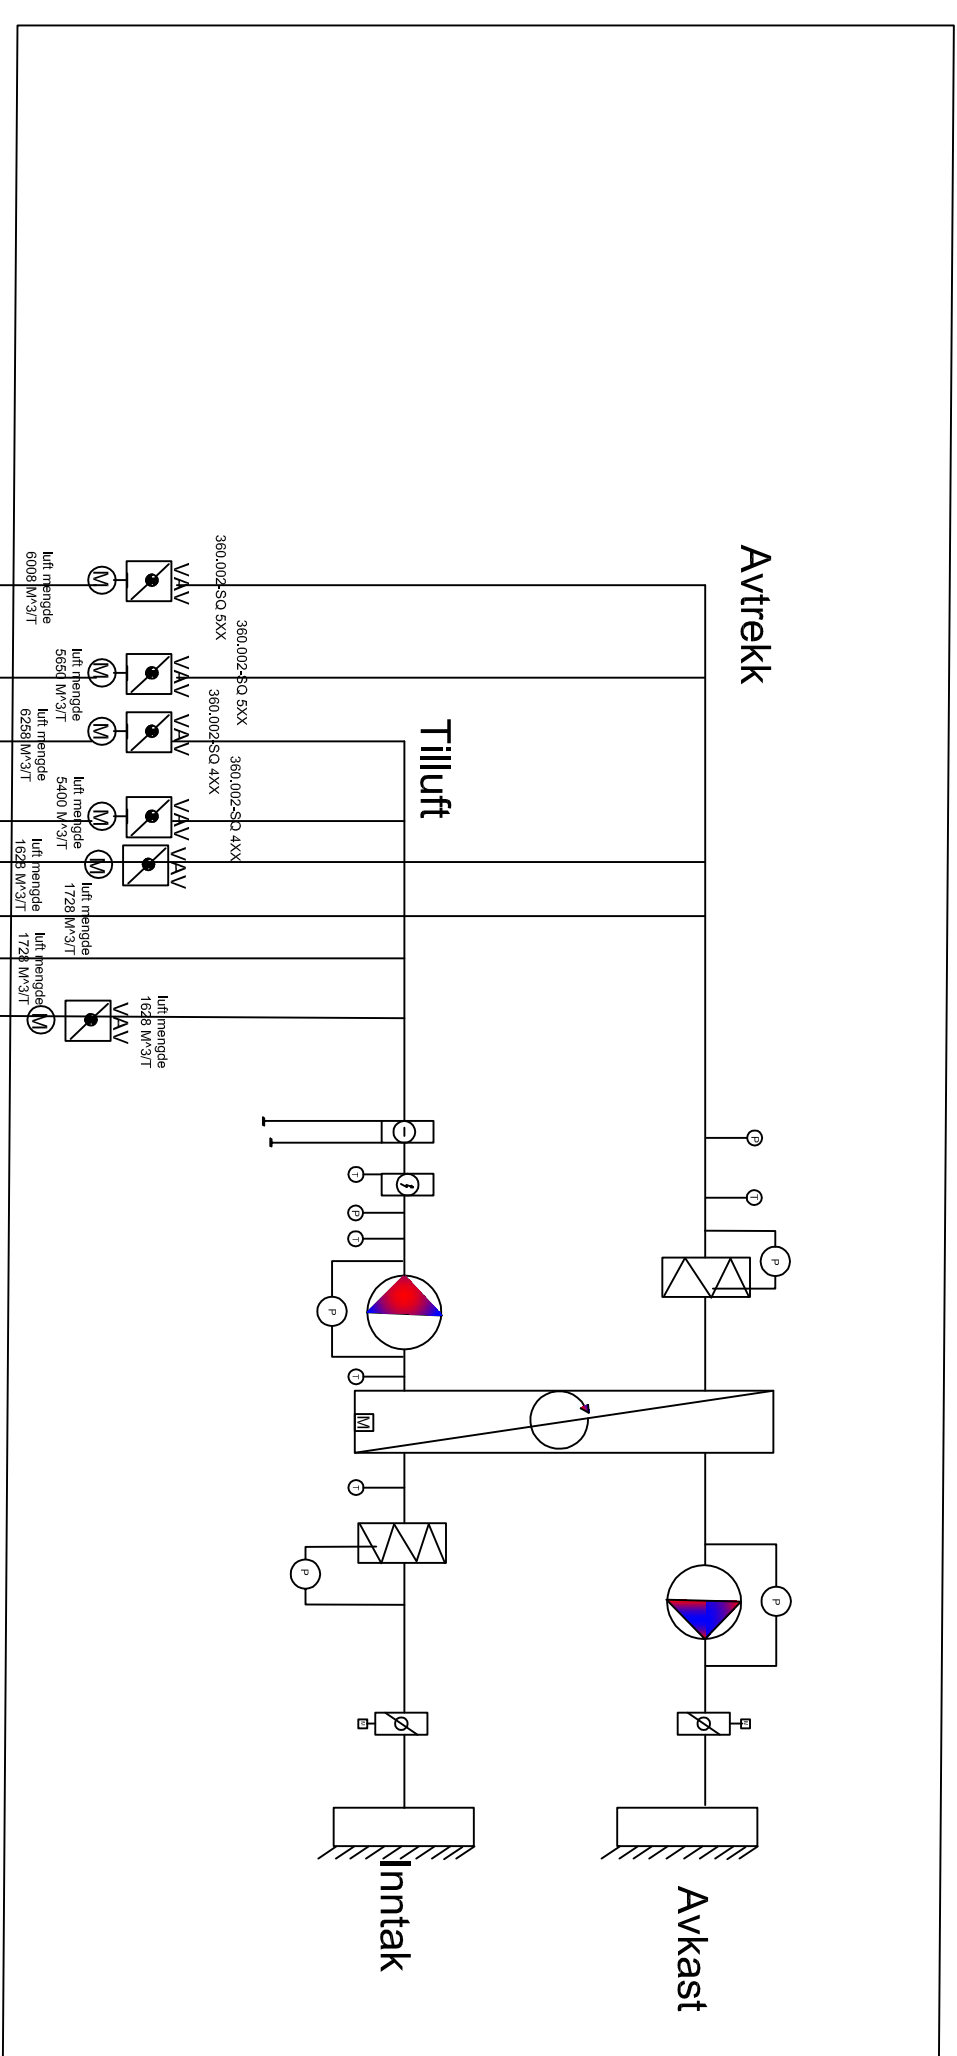 Avtrekk
Tilluft
360.002-SQ 5XX
360.002-SQ 5XX
360.002-SQ 4XX
360.002-SQ 4XX
VAV
VAV
VAV
VAV
VAV
VAV
M
M
M
M
M
M
luft mengde
6008 M^3/T
luft mengde
5650 M^3/T
luft mengde
6258 M^3/T
luft mengde
5400 M^3/T
luft mengde
1628 M^3/T
luft mengde
1728 M^3/T
luft mengde
1728 M^3/T
luft mengde
1628 M^3/T
P
T
P
T
P
T
P
T
M
T
P
P
Inntak
Avkast